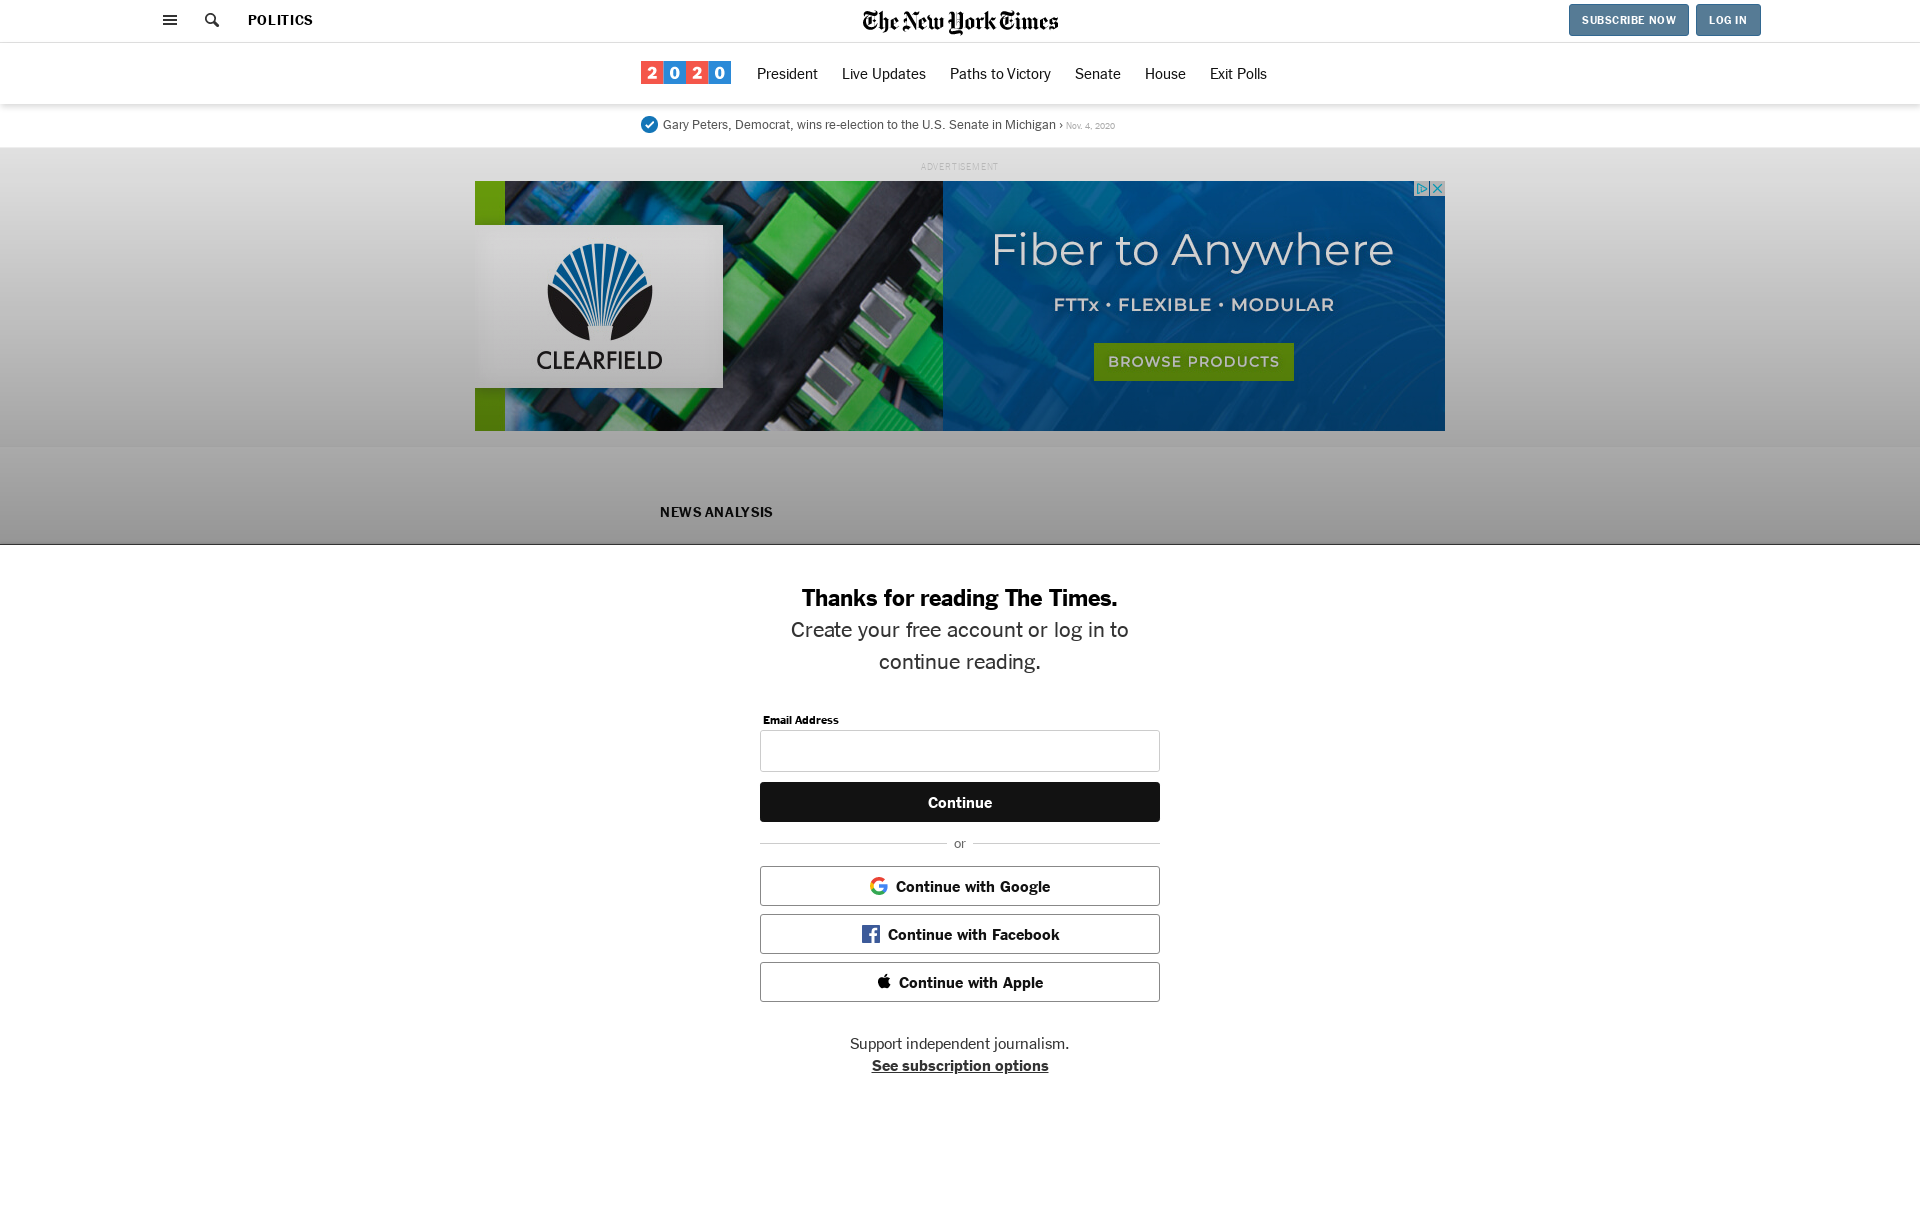 POLITICS
The New York Times
SUBSCRIBE NOW
LOG IN
2020
President
Live Updates
Paths to Victory
Senate
House
Exit Polls
Gary Peters, Democrat, wins re-election to the U.S. Senate in Michigan › Nov. 4, 2020
ADVERTISEMENT
CLEARFIELD
Fiber to Anywhere
FTTx • FLEXIBLE • MODULAR
BROWSE PRODUCTS
NEWS ANALYSIS
Thanks for reading The Times.
Create your free account or log in to
continue reading.
Email Address
Continue
or
Continue with Google
Continue with Facebook
Continue with Apple
Support independent journalism.
See subscription options